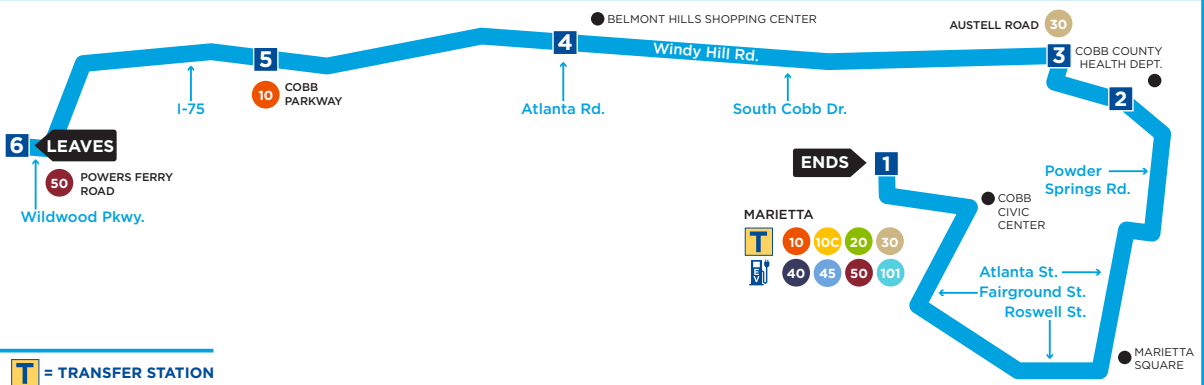 BELMONT HILLS SHOPPING CENTER
AUSTELL ROAD 30
5
4
Windy Hill Rd.
3
COBB COUNTY
HEALTH DEPT.
10
COBB
PARKWAY
I-75
Atlanta Rd.
South Cobb Dr.
2
6
LEAVES
50
POWERS FERRY
ROAD
Wildwood Pkwy.
ENDS
1
Powder
Springs Rd.
COBB
CIVIC
CENTER
MARIETTA
T 10 10C 20 30
EV 40 45 50 101
Atlanta St.
Fairground St.
Roswell St.
MARIETTA
SQUARE
T = TRANSFER STATION